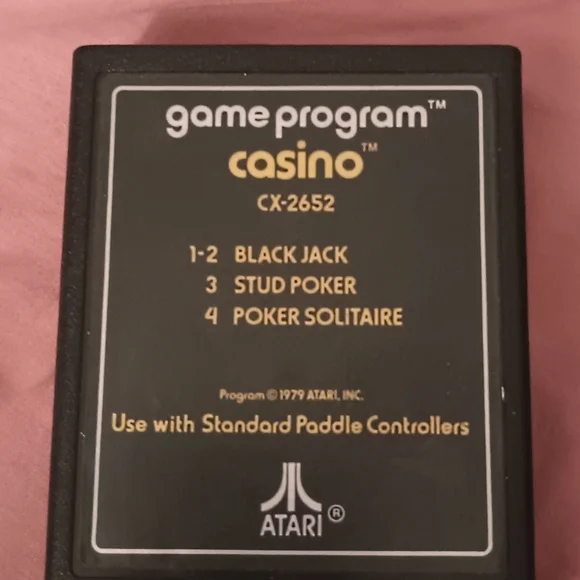 game program™
casino™
CX-2652
1-2 BLACK JACK
3 STUD POKER
4 POKER SOLITAIRE
Program © 1979 ATARI, INC.
Use with Standard Paddle Controllers
ATARI®